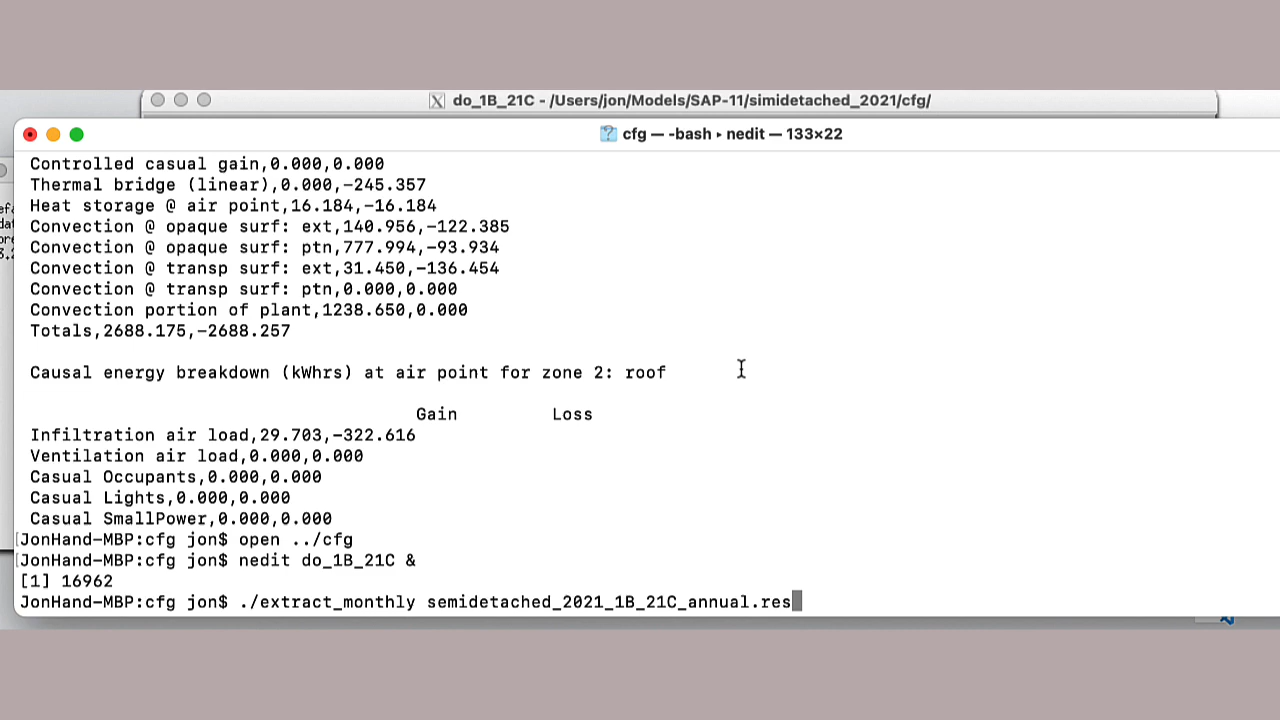 do_1B_21C - /Users/jon/Models/SAP-11/simidetached_2021/cfg/
cfg — -bash ▸ nedit — 133×22
Controlled casual gain,0.000,0.000
Thermal bridge (linear),0.000,-245.357
Heat storage @ air point,16.184,-16.184
Convection @ opaque surf: ext,140.956,-122.385
Convection @ opaque surf: ptn,777.994,-93.934
Convection @ transp surf: ext,31.450,-136.454
Convection @ transp surf: ptn,0.000,0.000
Convection portion of plant,1238.650,0.000
Totals,2688.175,-2688.257
Causal energy breakdown (kWhrs) at air point for zone 2: roof
Gain Loss
Infiltration air load,29.703,-322.616
Ventilation air load,0.000,0.000
Casual Occupants,0.000,0.000
Casual Lights,0.000,0.000
Casual SmallPower,0.000,0.000
[JonHand-MBP:cfg jon$ open ../cfg
[JonHand-MBP:cfg jon$ nedit do_1B_21C &
[1] 16962
JonHand-MBP:cfg jon$ ./extract_monthly semidetached_2021_1B_21C_annual.res